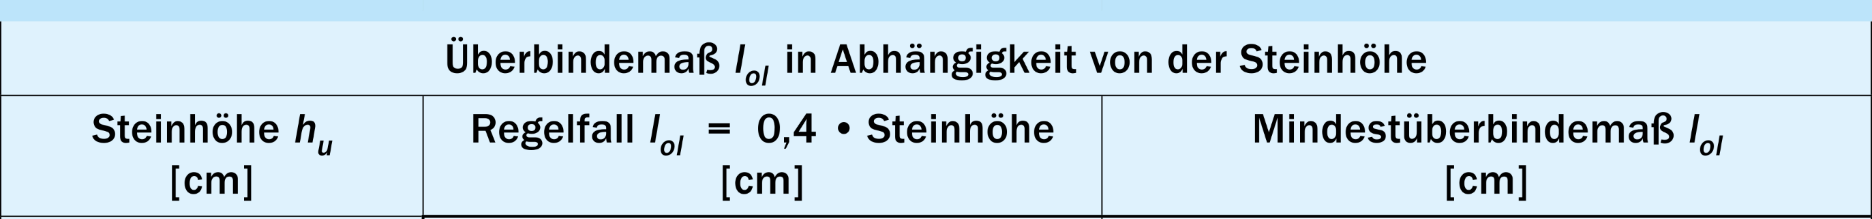 Überbindemaß lol in Abhängigkeit von der Steinhöhe
Steinhöhe hu
[cm]
Regelfall lol = 0,4 • Steinhöhe
[cm]
Mindestüberbindemaß lol
[cm]